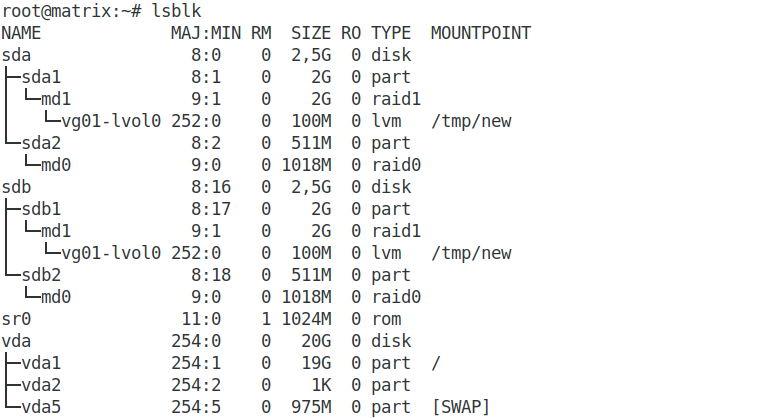 root@matrix:~# lsblk
NAME              MAJ:MIN RM  SIZE RO TYPE  MOUNTPOINT
sda                 8:0    0  2,5G  0 disk
├─sda1              8:1    0    2G  0 part
│ └─md1             9:1    0    2G  0 raid1
│   └─vg01-lvol0 252:0    0  100M  0 lvm   /tmp/new
└─sda2              8:2    0  511M  0 part
  └─md0             9:0    0 1018M  0 raid0
sdb                 8:16   0  2,5G  0 disk
├─sdb1              8:17   0    2G  0 part
│ └─md1             9:1    0    2G  0 raid1
│   └─vg01-lvol0 252:0    0  100M  0 lvm   /tmp/new
└─sdb2              8:18   0  511M  0 part
  └─md0             9:0    0 1018M  0 raid0
sr0                11:0    1 1024M  0 rom
vda               254:0    0   20G  0 disk
├─vda1            254:1    0   19G  0 part  /
├─vda2            254:2    0    1K  0 part
└─vda5            254:5    0  975M  0 part  [SWAP]